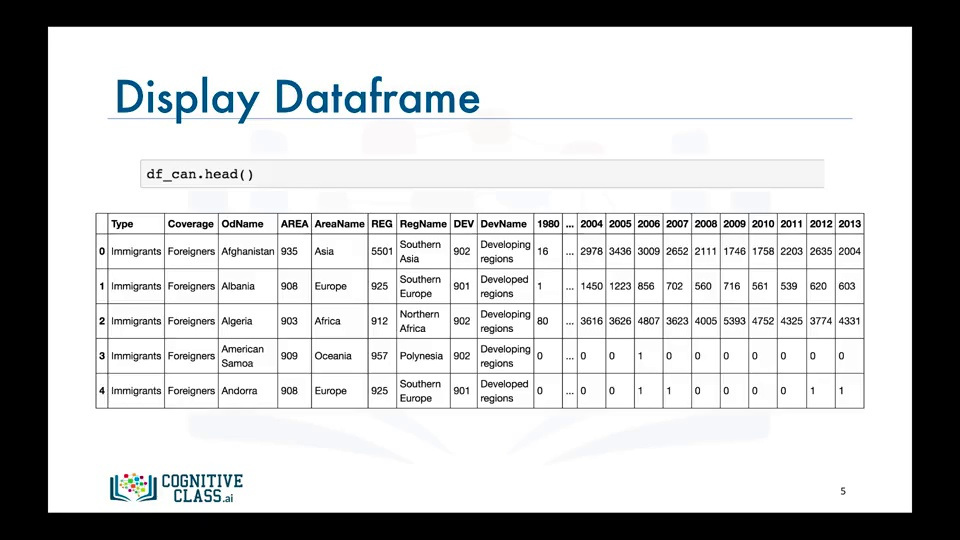 Display Dataframe
df_can.head()
Type Coverage OdName AREA AreaName REG RegName DEV DevName 1980 ... 2004 2005 2006 2007 2008 2009 2010 2011 2012 2013
0 Immigrants Foreigners Afghanistan 935 Asia 5501 Southern Asia 902 Developing regions 16 ... 2978 3436 3009 2652 2111 1746 1758 2203 2635 2004
1 Immigrants Foreigners Albania 908 Europe 925 Southern Europe 901 Developed regions 1 ... 1450 1223 856 702 560 716 561 539 620 603
2 Immigrants Foreigners Algeria 903 Africa 912 Northern Africa 902 Developing regions 80 ... 3616 3626 4807 3623 4005 5393 4752 4325 3774 4331
3 Immigrants Foreigners American Samoa 909 Oceania 957 Polynesia 902 Developing regions 0 ... 0 0 1 0 0 0 0 0 0 0
4 Immigrants Foreigners Andorra 908 Europe 925 Southern Europe 901 Developed regions 0 ... 0 0 1 1 0 0 0 0 1 1
COGNITIVE
CLASS.ai
5